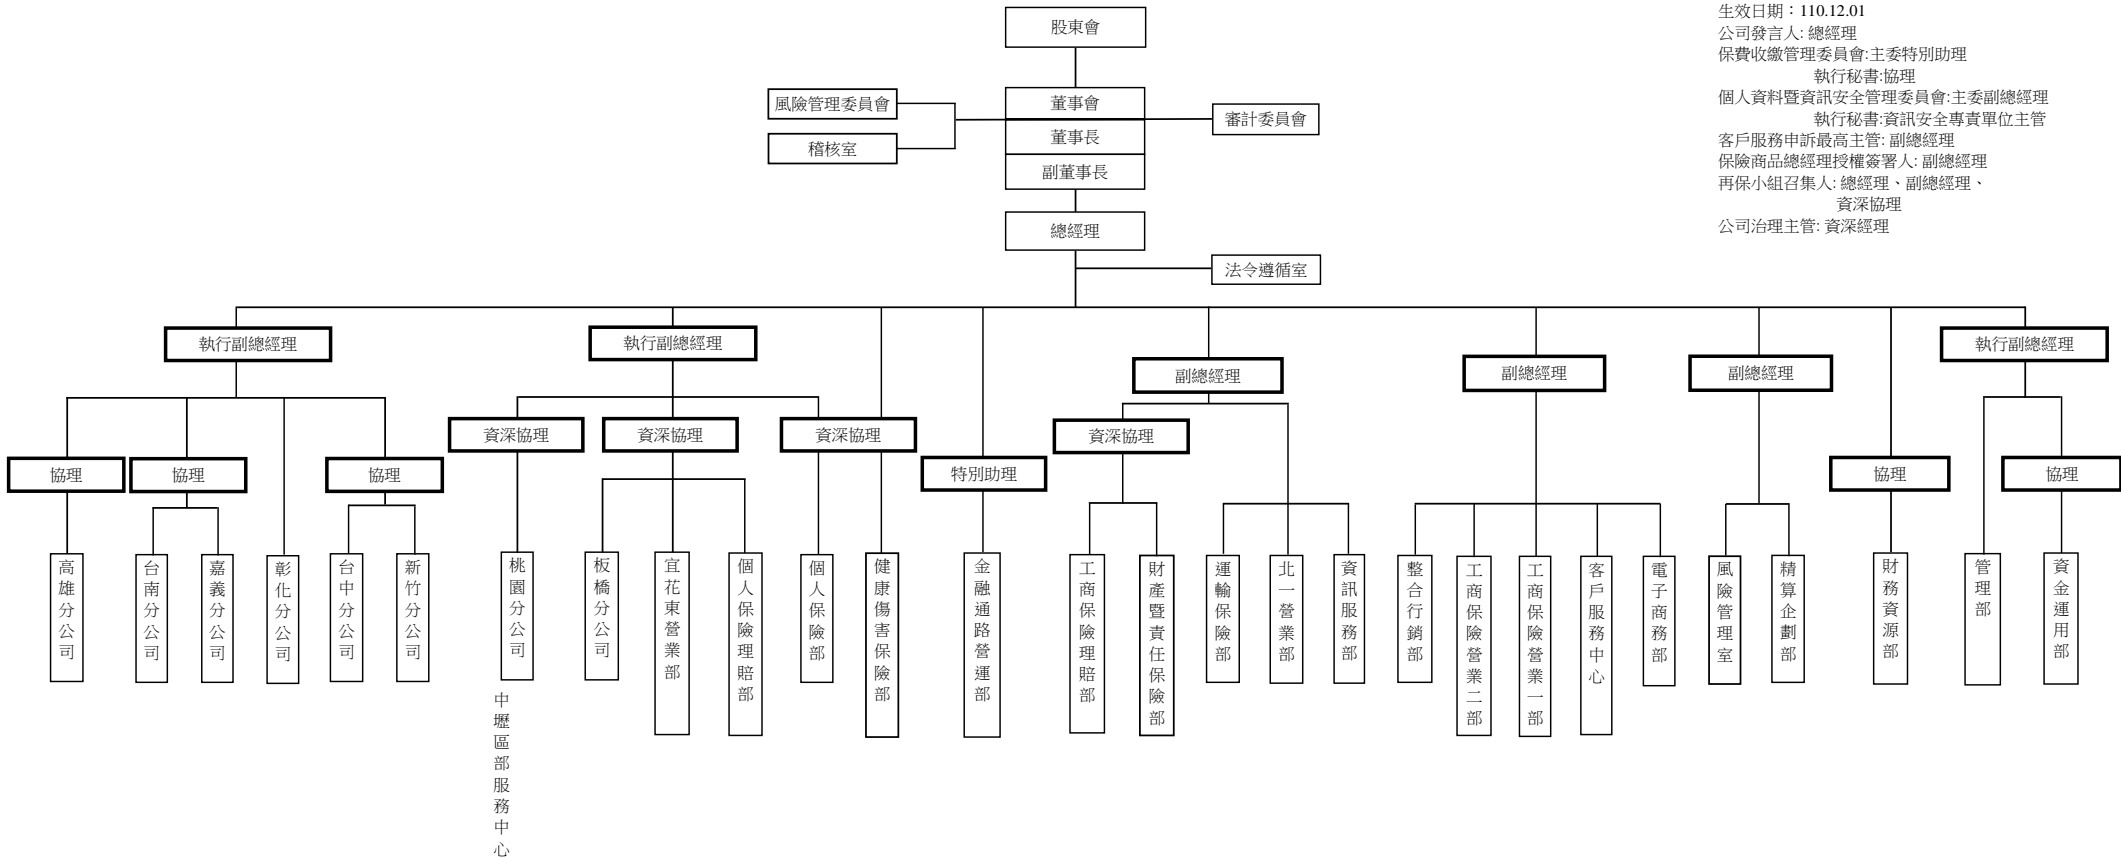 股東會
生效日期：110.12.01
公司發言人: 總經理
保費收繳管理委員會:主委特別助理
執行秘書:協理
個人資料暨資訊安全管理委員會:主委副總經理
執行秘書:資訊安全專責單位主管
客戶服務申訴最高主管: 副總經理
保險商品總經理授權簽署人: 副總經理
再保小組召集人: 總經理、副總經理、
資深協理
公司治理主管: 資深經理
風險管理委員會
稽核室
董事會
董事長
副董事長
審計委員會
總經理
法令遵循室
執行副總經理
執行副總經理
副總經理
副總經理
副總經理
執行副總經理
資深協理
資深協理
資深協理
資深協理
協理
協理
協理
特別助理
協理
協理
高雄分公司
台南分公司
嘉義分公司
彰化分公司
台中分公司
新竹分公司
桃園分公司
中壢區部服務中心
板橋分公司
宜花東營業部
個人保險理賠部
個人保險部
健康傷害保險部
金融通路營運部
工商保險理賠部
財產暨責任保險部
運輸保險部
北一營業部
資訊服務部
整合行銷部
工商保險營業二部
工商保險營業一部
客戶服務中心
電子商務部
風險管理室
精算企劃部
財務資源部
管理部
資金運用部